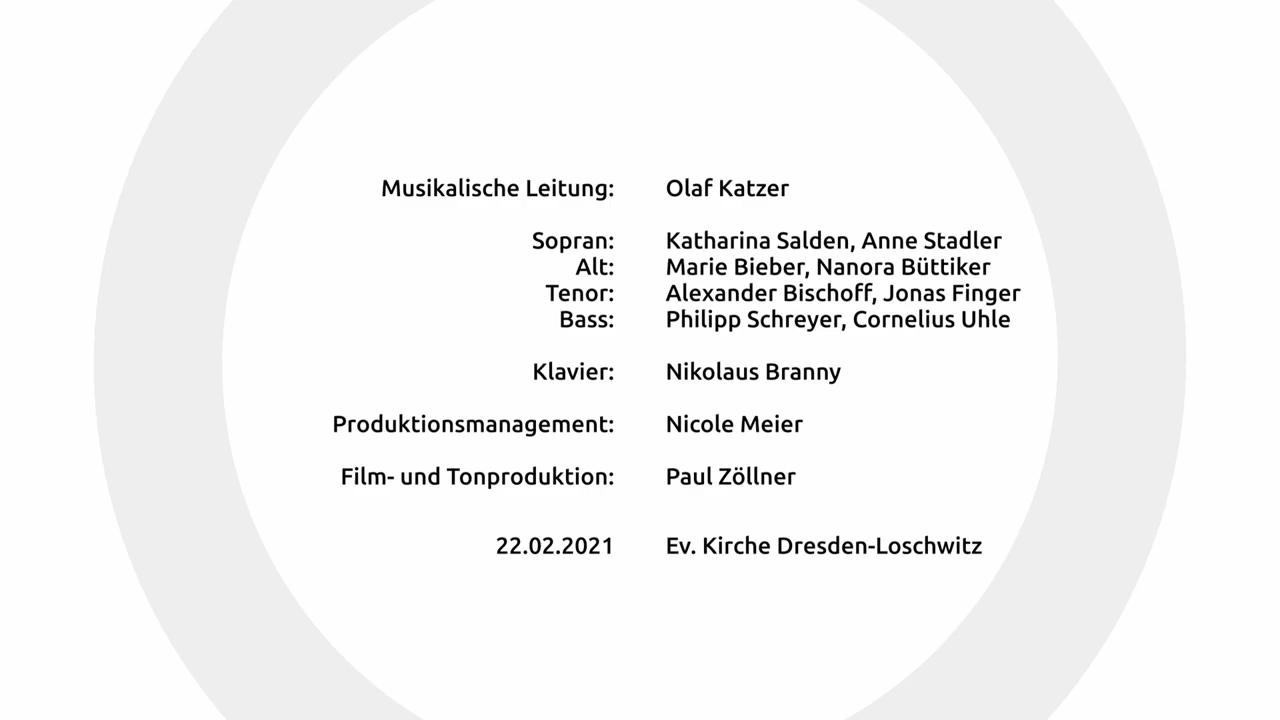 Musikalische Leitung: Olaf Katzer
Sopran: Katharina Salden, Anne Stadler
Alt: Marie Bieber, Nanora Büttiker
Tenor: Alexander Bischoff, Jonas Finger
Bass: Philipp Schreyer, Cornelius Uhle
Klavier: Nikolaus Branny
Produktionsmanagement: Nicole Meier
Film- und Tonproduktion: Paul Zöllner
22.02.2021 Ev. Kirche Dresden-Loschwitz